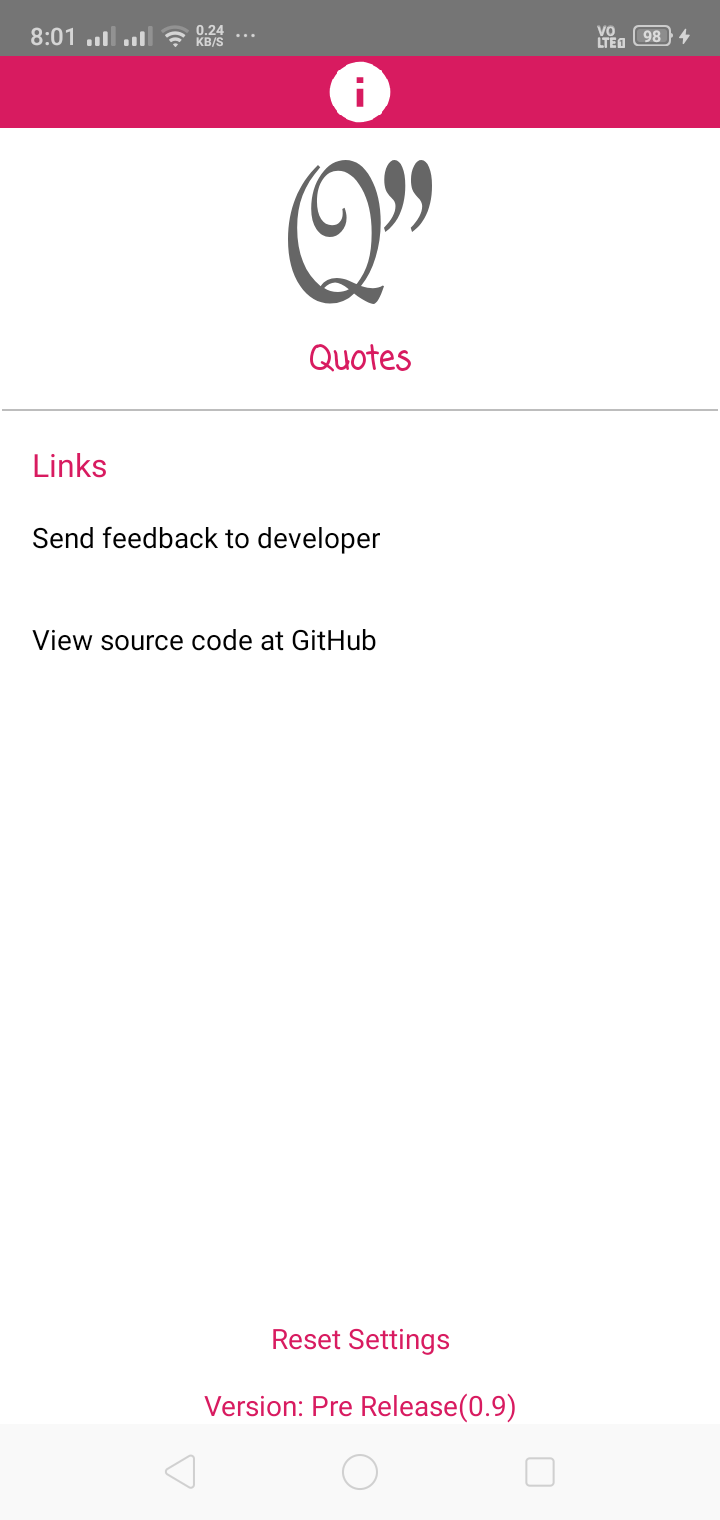 8:01 0.24 KB/S ... VO LTE 98
i
Q”
Quotes
Links
Send feedback to developer
View source code at GitHub
Reset Settings
Version: Pre Release(0.9)